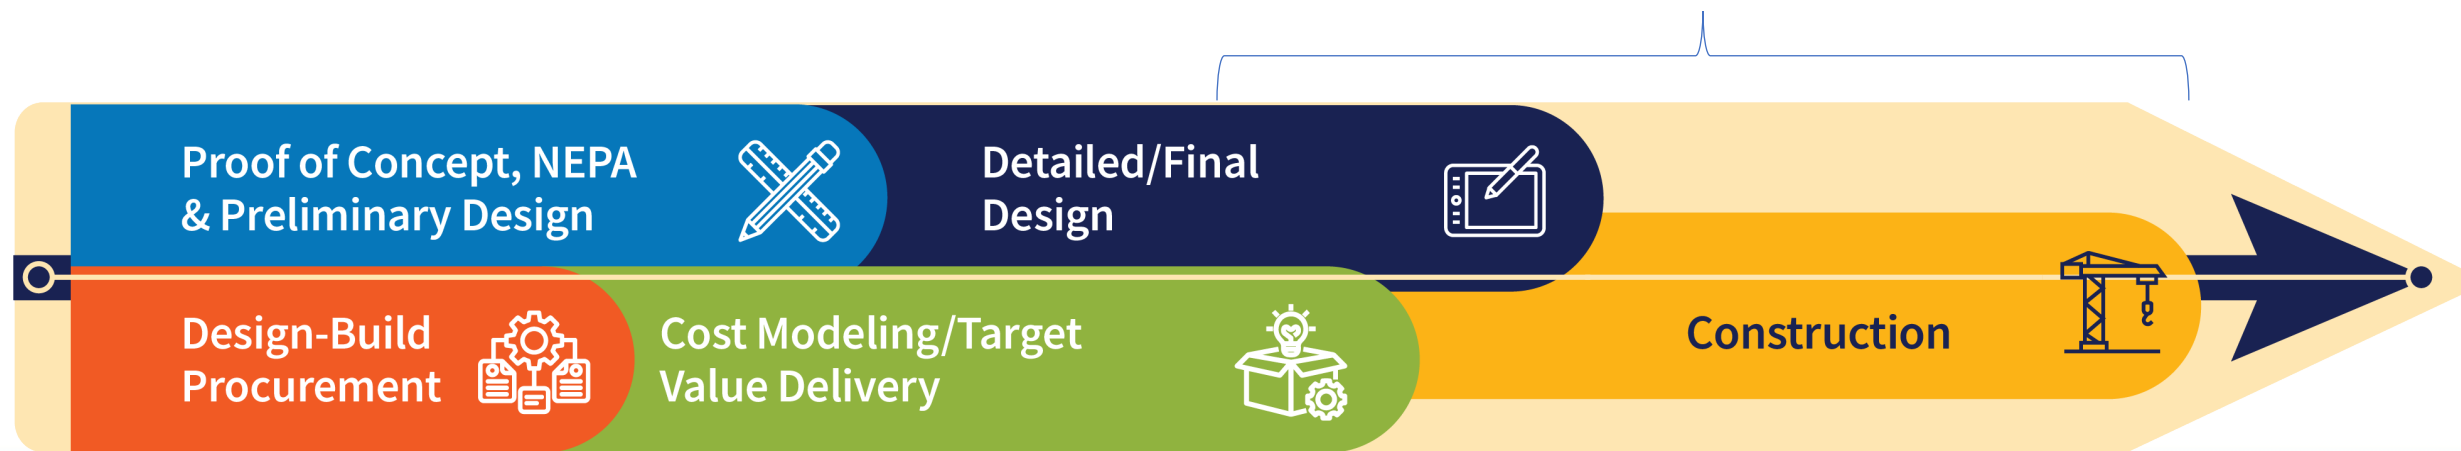 Proof of Concept, NEPA
& Preliminary Design
Detailed/Final
Design
Design-Build
Procurement
Cost Modeling/Target
Value Delivery
Construction